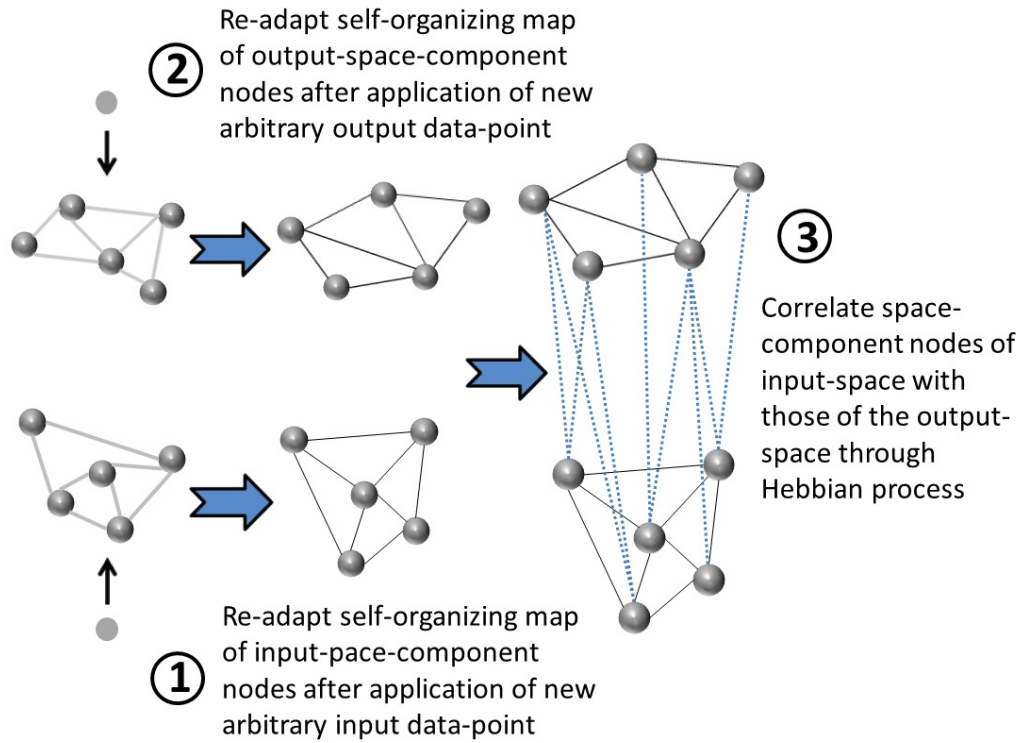 2
Re-adapt self-organizing map
of output-space-component
nodes after application of new
arbitrary output data-point
3
Correlate space-
component nodes of
input-space with
those of the output-
space through
Hebbian process
1
Re-adapt self-organizing map
of input-pace-component
nodes after application of new
arbitrary input data-point